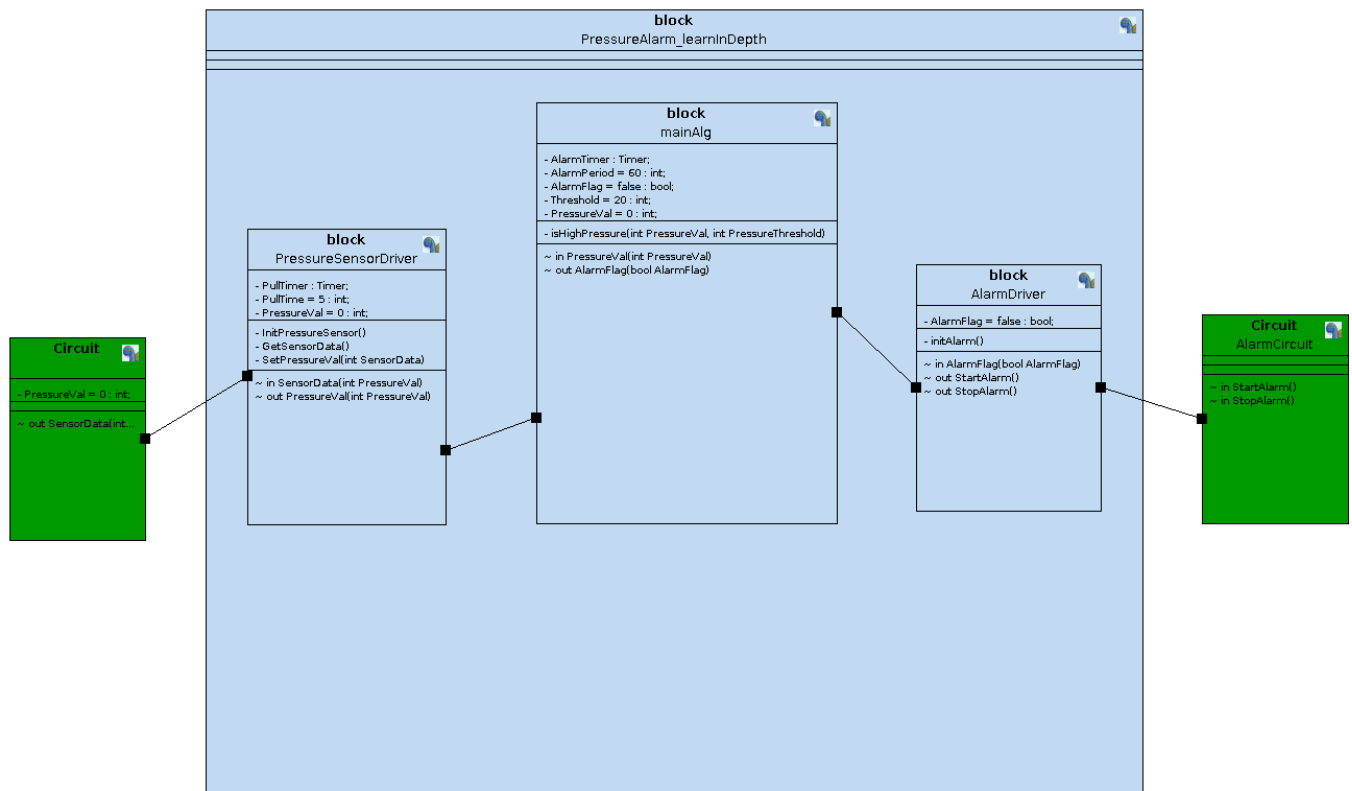 block
PressureAlarm_learnInDepth
block
mainAlg
- AlarmTimer : Timer;
- AlarmPeriod = 60 : int;
- AlarmFlag = false : bool;
- Threshold = 20 : int;
- PressureVal = 0 : int;
- isHighPressure(int PressureVal, int PressureThreshold)
~ in PressureVal(int PressureVal)
~ out AlarmFlag(bool AlarmFlag)
block
PressureSensorDriver
- PullTimer : Timer;
- PullTime = 5 : int;
- PressureVal = 0 : int;
- InitPressureSensor()
- GetSensorData()
- SetPressureVal(int SensorData)
~ in SensorData(int PressureVal)
~ out PressureVal(int PressureVal)
block
AlarmDriver
- AlarmFlag = false : bool;
- initAlarm()
~ in AlarmFlag(bool AlarmFlag)
~ out StartAlarm()
~ out StopAlarm()
Circuit
AlarmCircuit
~ in StartAlarm()
~ in StopAlarm()
Circuit
- PressureVal = 0 : int;
~ out SensorData(int...